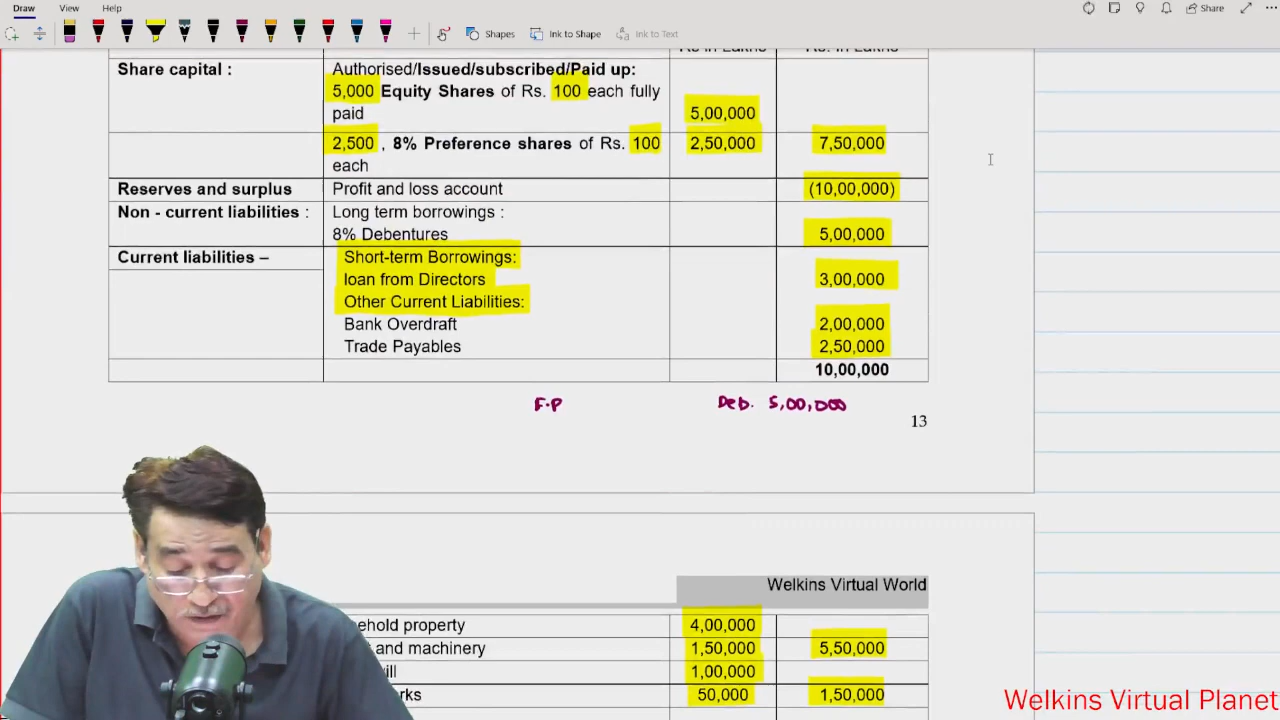 Draw View Help
Share
Shapes Ink to Shape Ink to Text
Rs in Lakhs Rs. In Lakhs
Share capital : Authorised/Issued/subscribed/Paid up:
5,000 Equity Shares of Rs. 100 each fully
paid 5,00,000
2,500 , 8% Preference shares of Rs. 100 2,50,000 7,50,000
each
Reserves and surplus Profit and loss account (10,00,000)
Non - current liabilities : Long term borrowings :
8% Debentures 5,00,000
Current liabilities – Short-term Borrowings:
loan from Directors 3,00,000
Other Current Liabilities:
Bank Overdraft 2,00,000
Trade Payables 2,50,000
10,00,000
F.P Deb. 5,00,000
13
Welkins Virtual World
ehold property 4,00,000
and machinery 1,50,000 5,50,000
ill 1,00,000
rks 50,000 1,50,000
Welkins Virtual Planet